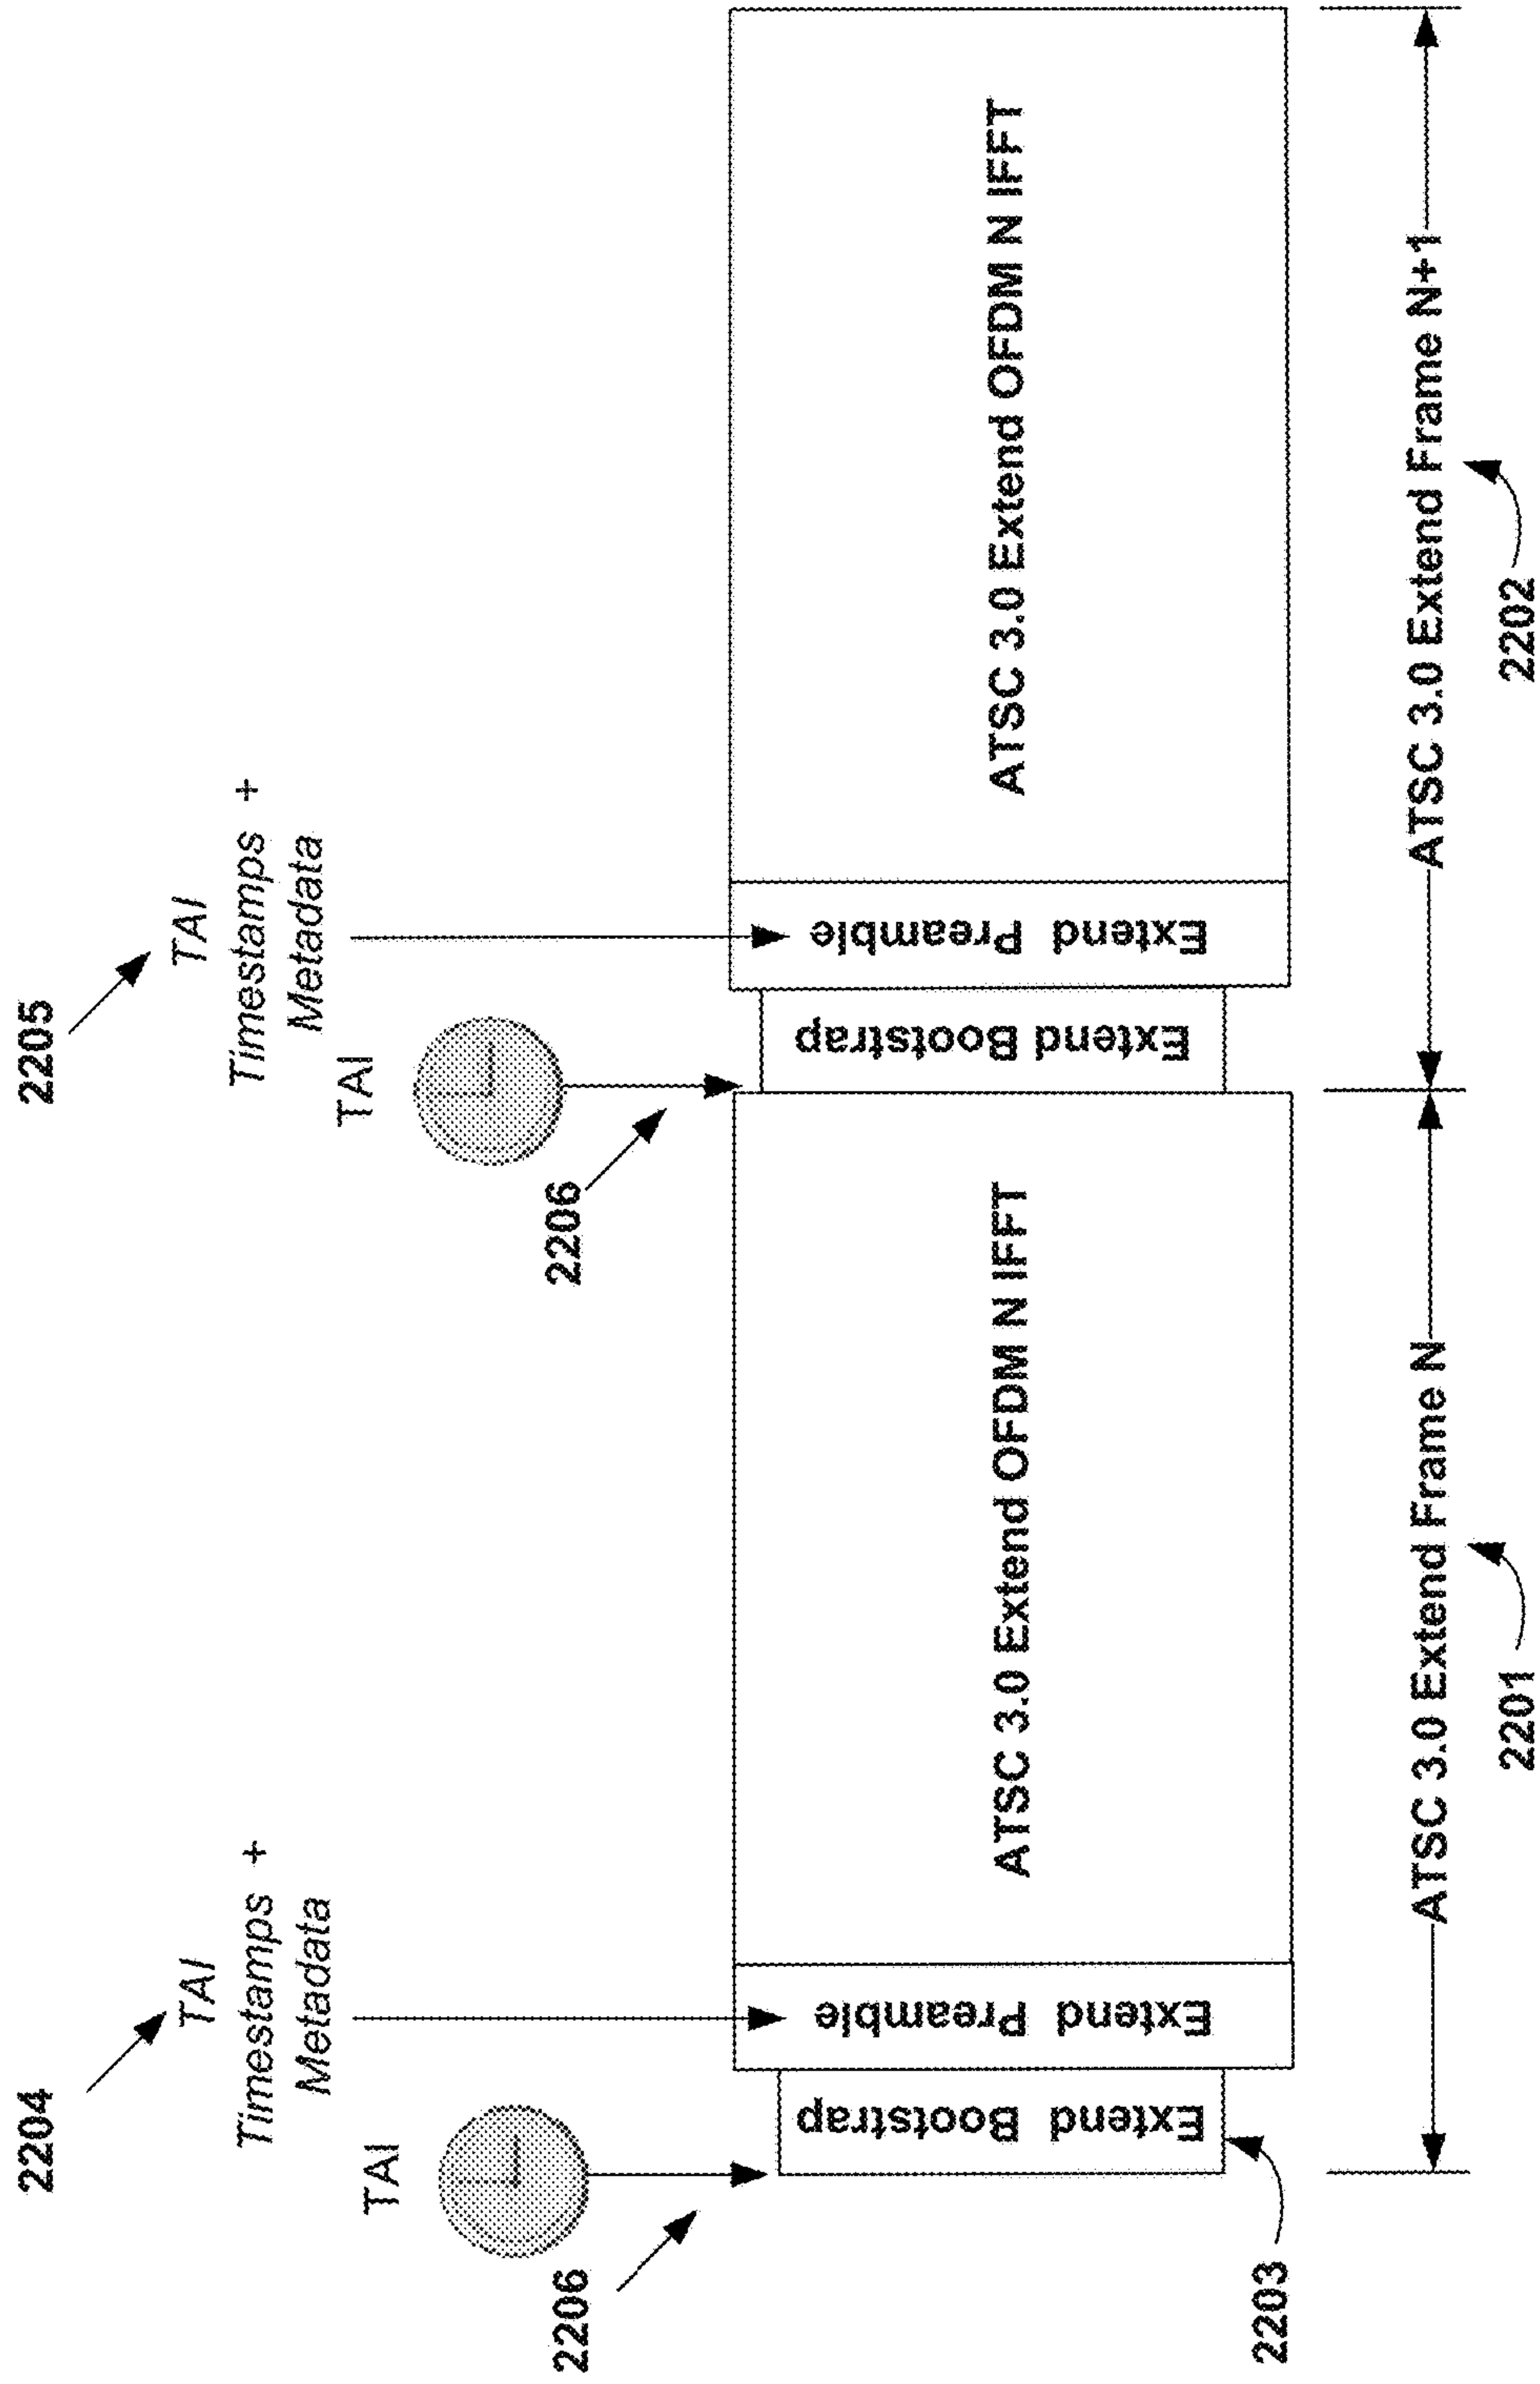 2204
TAI
Timestamps +
Metadata
TAI
2206
2205
TAI
Timestamps +
Metadata
TAI
2206
Extend Bootstrap
Extend Preamble
ATSC 3.0 Extend OFDM N IFFT
Extend Bootstrap
Extend Preamble
ATSC 3.0 Extend OFDM N IFFT
2203
ATSC 3.0 Extend Frame N
2201
ATSC 3.0 Extend Frame N+1
2202